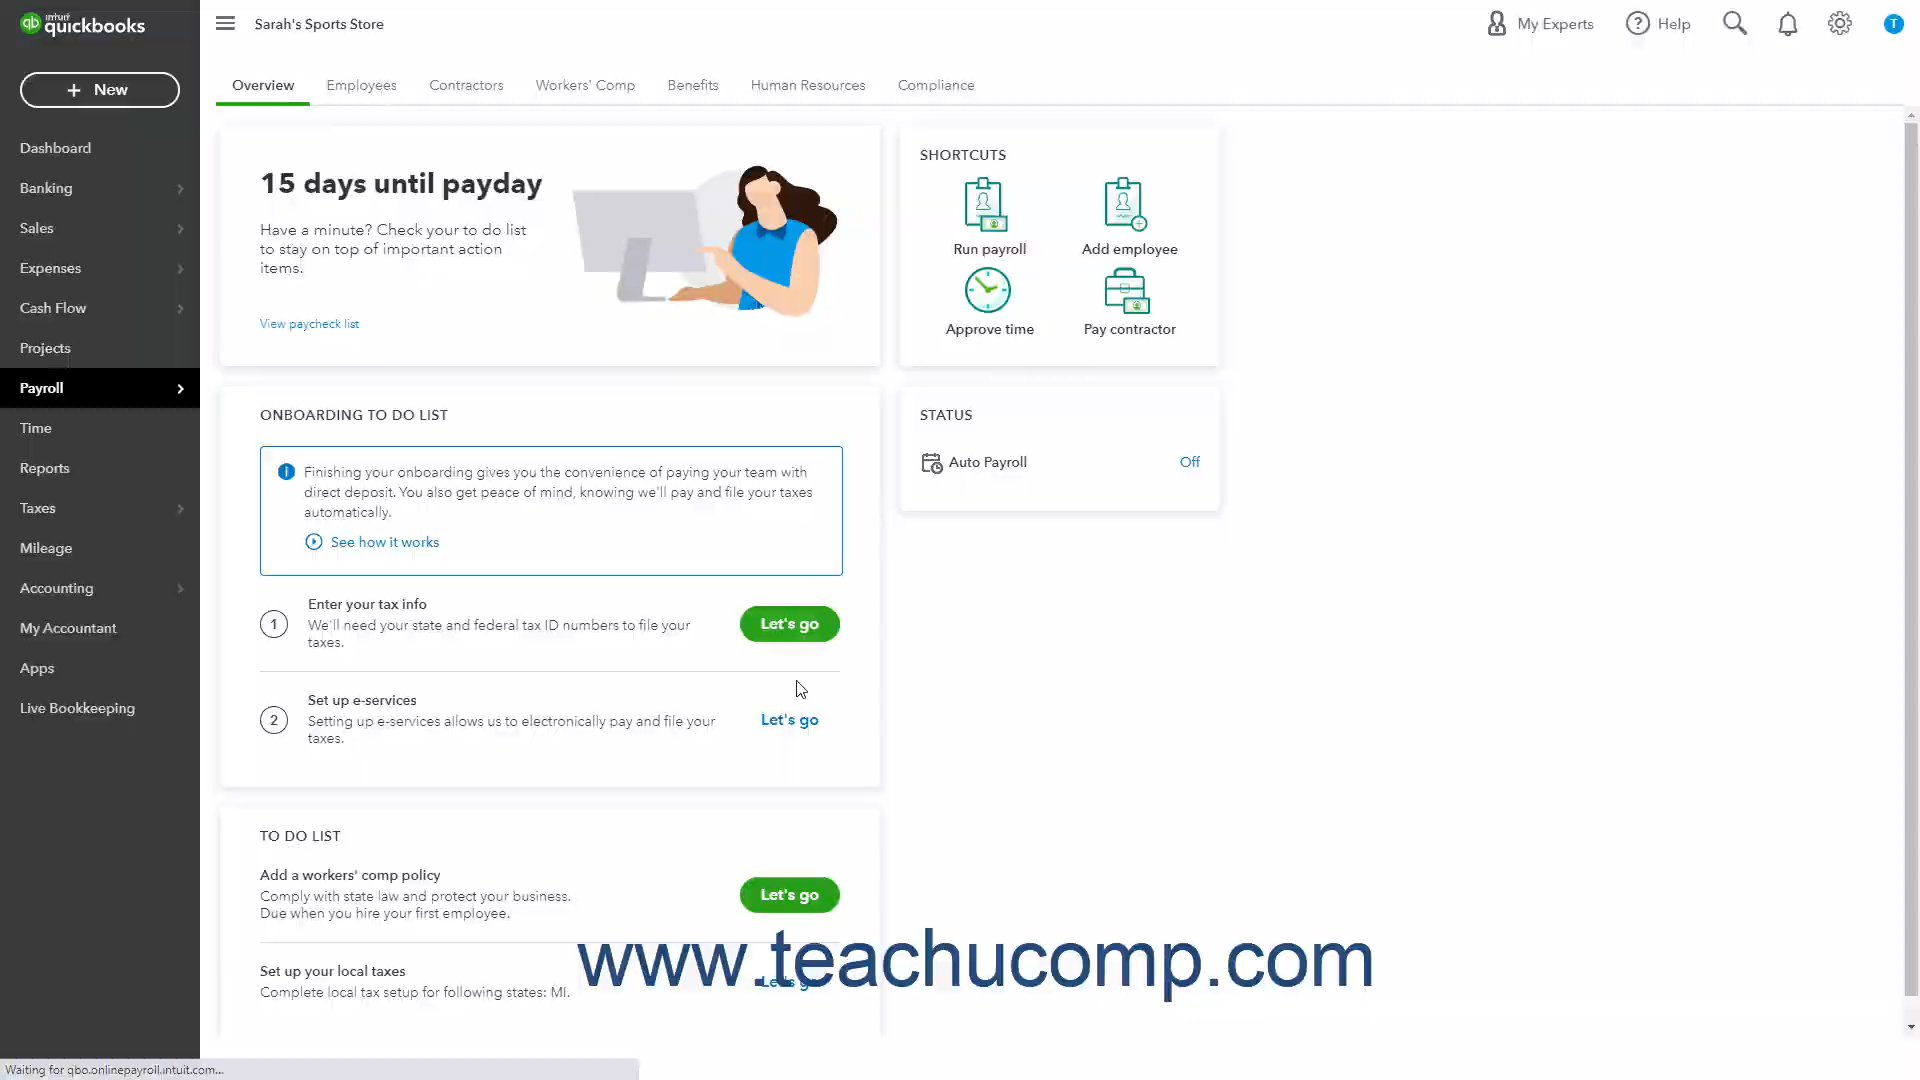 intuit
qb quickbooks
Sarah's Sports Store
My Experts
Help
T
+ New
Overview
Employees
Contractors
Workers' Comp
Benefits
Human Resources
Compliance
Dashboard
Banking
Sales
Expenses
Cash Flow
Projects
Payroll
Time
Reports
Taxes
Mileage
Accounting
My Accountant
Apps
Live Bookkeeping
15 days until payday
Have a minute? Check your to do list
to stay on top of important action
items.
View paycheck list
SHORTCUTS
Run payroll
Add employee
Approve time
Pay contractor
ONBOARDING TO DO LIST
Finishing your onboarding gives you the convenience of paying your team with
direct deposit. You also get peace of mind, knowing we'll pay and file your taxes
automatically.
See how it works
1
Enter your tax info
We'll need your state and federal tax ID numbers to file your
taxes.
Let's go
2
Set up e-services
Setting up e-services allows us to electronically pay and file your
taxes.
Let's go
STATUS
Auto Payroll
Off
TO DO LIST
Add a workers' comp policy
Comply with state law and protect your business.
Due when you hire your first employee.
Let's go
Set up your local taxes
Complete local tax setup for following states: MI.
Let's go
www.teachucomp.com
Waiting for qbo.onlinepayroll.intuit.com...